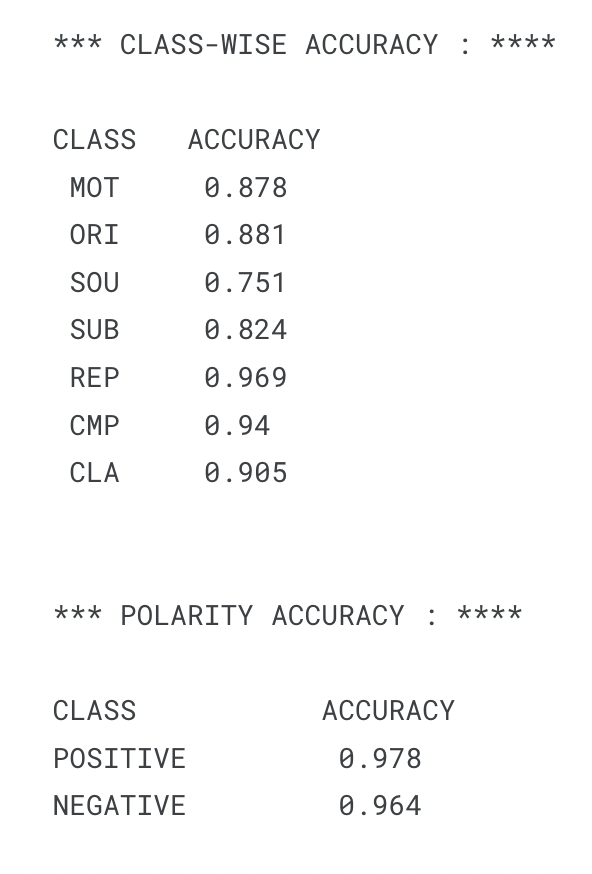 *** CLASS-WISE ACCURACY : ****
CLASS ACCURACY
MOT 0.878
ORI 0.881
SOU 0.751
SUB 0.824
REP 0.969
CMP 0.94
CLA 0.905
*** POLARITY ACCURACY : ****
CLASS ACCURACY
POSITIVE 0.978
NEGATIVE 0.964